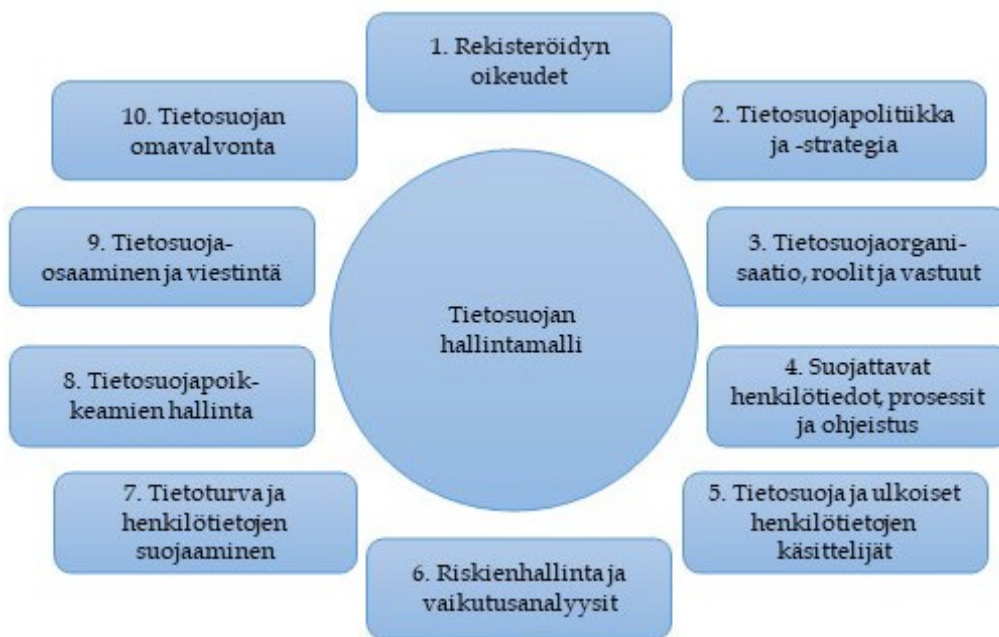 1. Rekisteröidyn
oikeudet
2. Tietosuojapolitiikka
ja -strategia
3. Tietosuojaorgani-
saatio, roolit ja vastuut
4. Suojattavat
henkilötiedot, prosessit
ja ohjeistus
5. Tietosuoja ja ulkoiset
henkilötietojen
käsittelijät
6. Riskienhallinta ja
vaikutusanalyysit
7. Tietoturva ja
henkilötietojen
suojaaminen
8. Tietosuojapoik-
keamien hallinta
9. Tietosuoja-
osaaminen ja viestintä
10. Tietosuojan
omavalvonta
Tietosuojan
hallintamalli